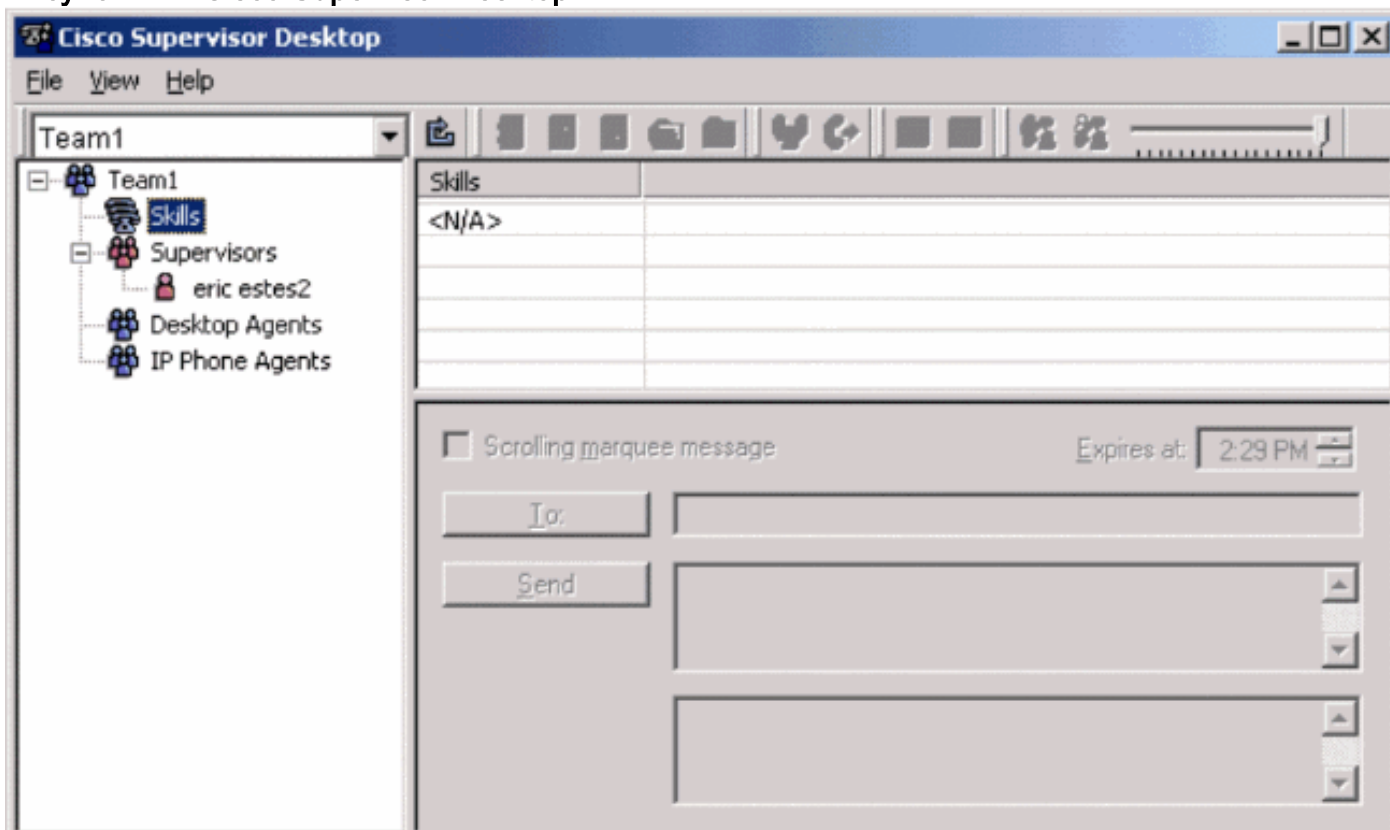 Cisco Supervisor Desktop
File View Help
Team1
Team1
Skills
Supervisors
eric estes2
Desktop Agents
IP Phone Agents
Skills
<N/A>
Scrolling marquee message
Expires at: 2:29 PM
To:
Send